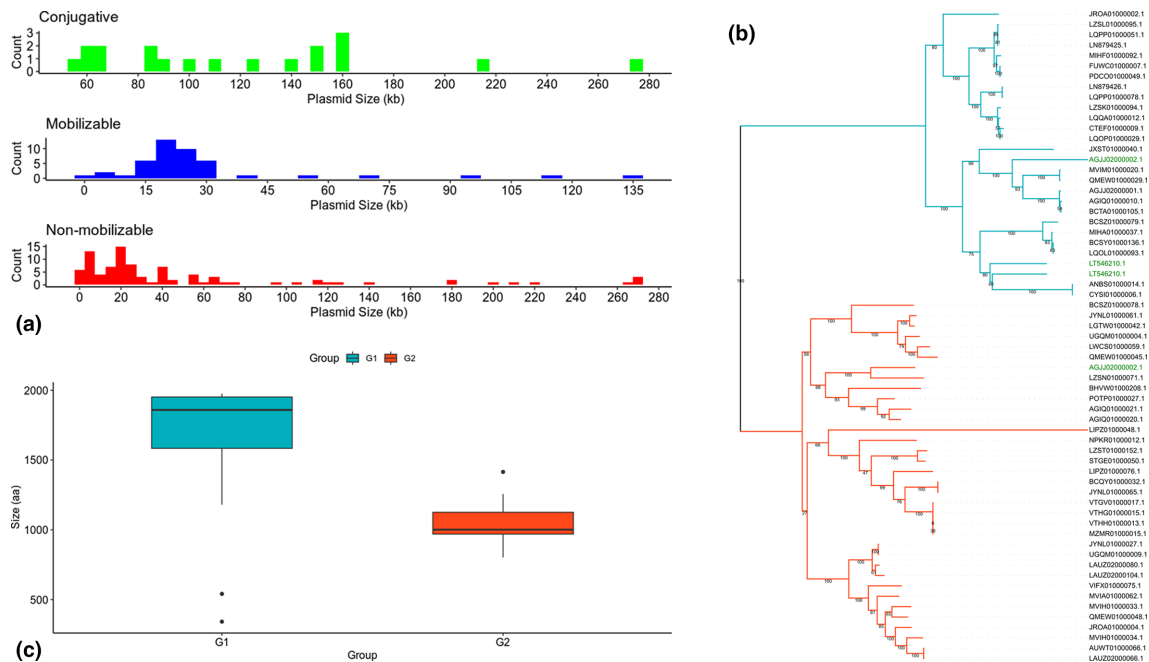 Conjugative
Count
3
2
1
0
60 80 100 120 140 160 180 200 220 240 260 280
Plasmid Size (kb)
Mobilizable
Count
10
5
0
0 15 30 45 60 75 90 105 120 135
Plasmid Size (kb)
Non-mobilizable
Count
15
10
5
0
0 20 40 60 80 100 120 140 160 180 200 220 240 260 280
Plasmid Size (kb)
(a)
Group G1 G2
Size (aa)
2000
1500
1000
500
G1 G2
Group
(c)
(b)
JROA01000002.1
LZSL01000095.1
LQPP01000051.1
LN879425.1
MIHF01000092.1
FUWC01000007.1
PDCO01000049.1
LN879426.1
LQPP01000078.1
LZSK01000094.1
LQQA01000012.1
CTEF01000009.1
LQOP01000029.1
JXST01000040.1
AGJJ02000002.1
MVIM01000020.1
QMEW01000029.1
AGJJ02000001.1
AGIQ01000010.1
BCTA01000105.1
BCSZ01000079.1
MIHA01000037.1
BCSY01000136.1
LQOL01000093.1
LT546210.1
LT546210.1
ANBS01000014.1
CYSI01000006.1
BCSZ01000078.1
JYNL01000061.1
LGTW01000042.1
UGQM01000004.1
LWCS01000059.1
QMEW01000045.1
AGJJ02000002.1
LZSN01000071.1
BHVW01000208.1
POTP01000027.1
AGIQ01000021.1
AGIQ01000020.1
LIPZ01000048.1
NPKR01000012.1
LZST01000152.1
STGE01000050.1
LIPZ01000076.1
BCQY01000032.1
JYNL01000065.1
VTGV01000017.1
VTHG01000015.1
VTHH01000013.1
MZMR01000015.1
JYNL01000027.1
UGQM01000009.1
LAUZ02000080.1
LAUZ02000104.1
VIFX01000075.1
MVIA01000062.1
MVIH01000033.1
QMEW01000048.1
JROA01000004.1
MVIH01000034.1
AUWT01000066.1
LAUZ02000066.1